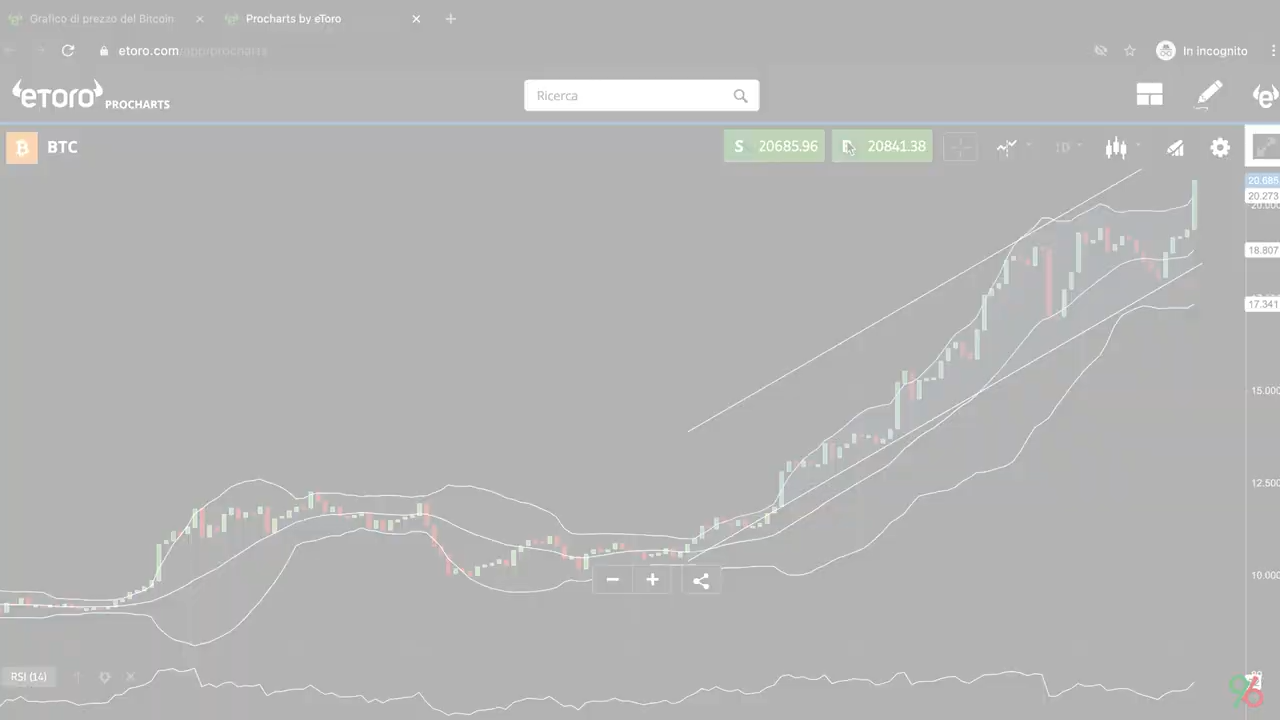 Grafico di prezzo del Bitcoin
Procharts by eToro
etoro.com/app/procharts
In incognito
eToro PROCHARTS
Ricerca
BTC
S 20685.96
20841.38
1D
20.685
20.273
20.000
18.807
17.341
15.000
12.500
10.000
RSI (14)